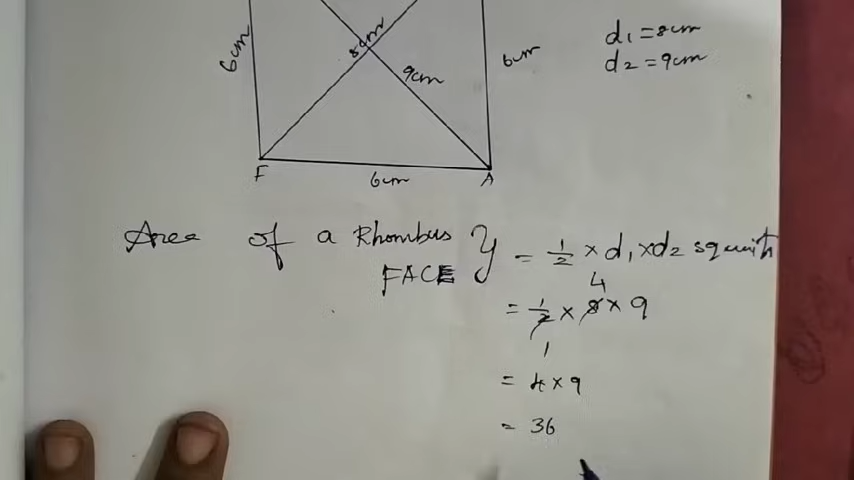 6cm
8cm
9cm
6cm
d₁ = 8cm
d₂ = 9cm
F
6cm
A
Area of a Rhombus } = 1/2 × d₁ × d₂ sq units
FACE
4
= 1/2 × 8 × 9
1
= 4 × 9
= 36